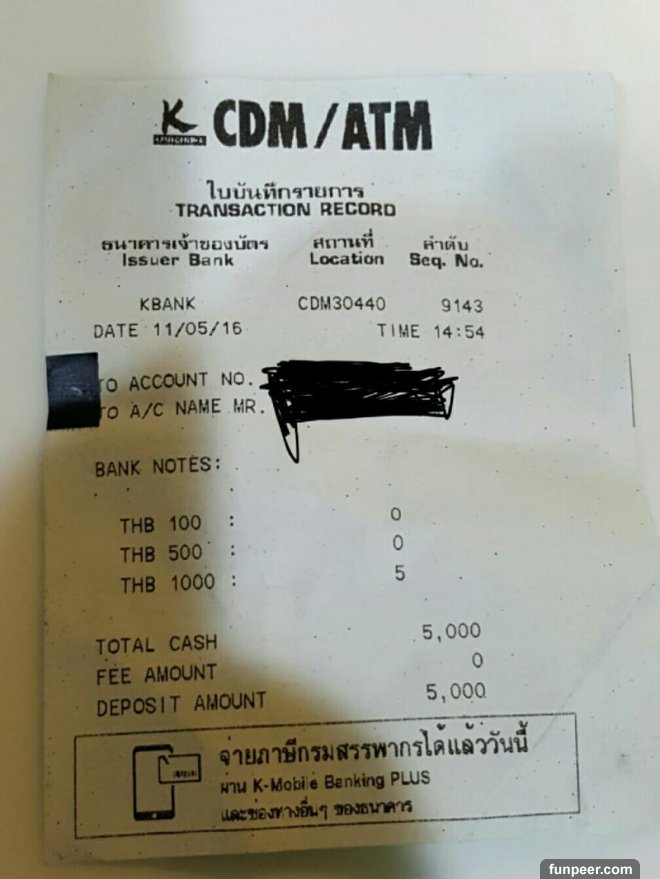 K CDM/ATM
ใบบันทึกรายการ
TRANSACTION RECORD
ธนาคารเจ้าของบัตร สถานที่ ลำดับ
Issuer Bank Location Seq. No.
KBANK CDM30440 9143
DATE 11/05/16 TIME 14:54
TO ACCOUNT NO.
TO A/C NAME MR.
BANK NOTES:
THB 100 : 0
THB 500 : 0
THB 1000 : 5
TOTAL CASH 5,000
FEE AMOUNT 0
DEPOSIT AMOUNT 5,000
จ่ายภาษีกรมสรรพากรได้แล้ววันนี้
ผ่าน K-Mobile Banking PLUS
และช่องทางอื่นๆ ของธนาคาร
funpeer.com